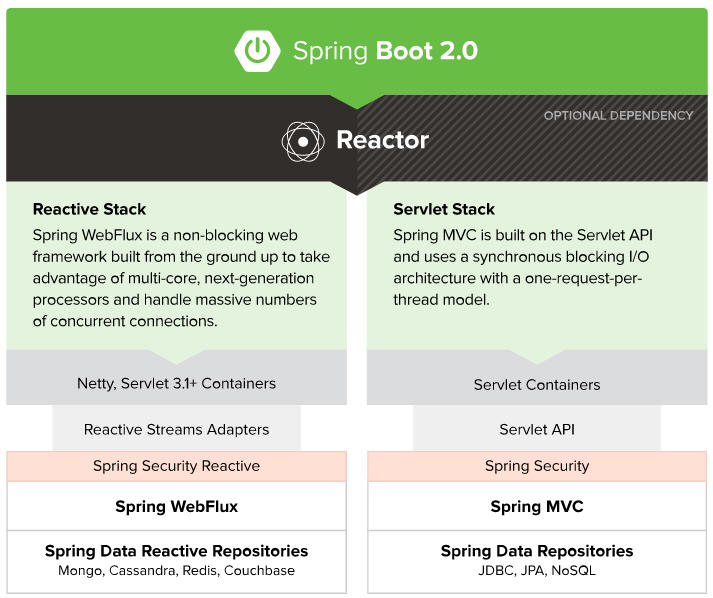 Spring Boot 2.0
OPTIONAL DEPENDENCY
Reactor
Reactive Stack
Spring WebFlux is a non-blocking web
framework built from the ground up to take
advantage of multi-core, next-generation
processors and handle massive numbers
of concurrent connections.
Netty, Servlet 3.1+ Containers
Reactive Streams Adapters
Spring Security Reactive
Spring WebFlux
Spring Data Reactive Repositories
Mongo, Cassandra, Redis, Couchbase
Servlet Stack
Spring MVC is built on the Servlet API
and uses a synchronous blocking I/O
architecture with a one-request-per-
thread model.
Servlet Containers
Servlet API
Spring Security
Spring MVC
Spring Data Repositories
JDBC, JPA, NoSQL